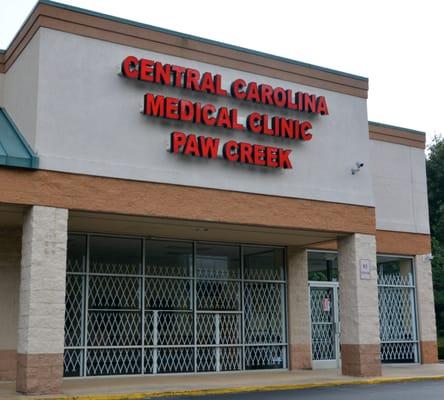 CENTRAL CAROLINA
MEDICAL CLINIC
PAW CREEK